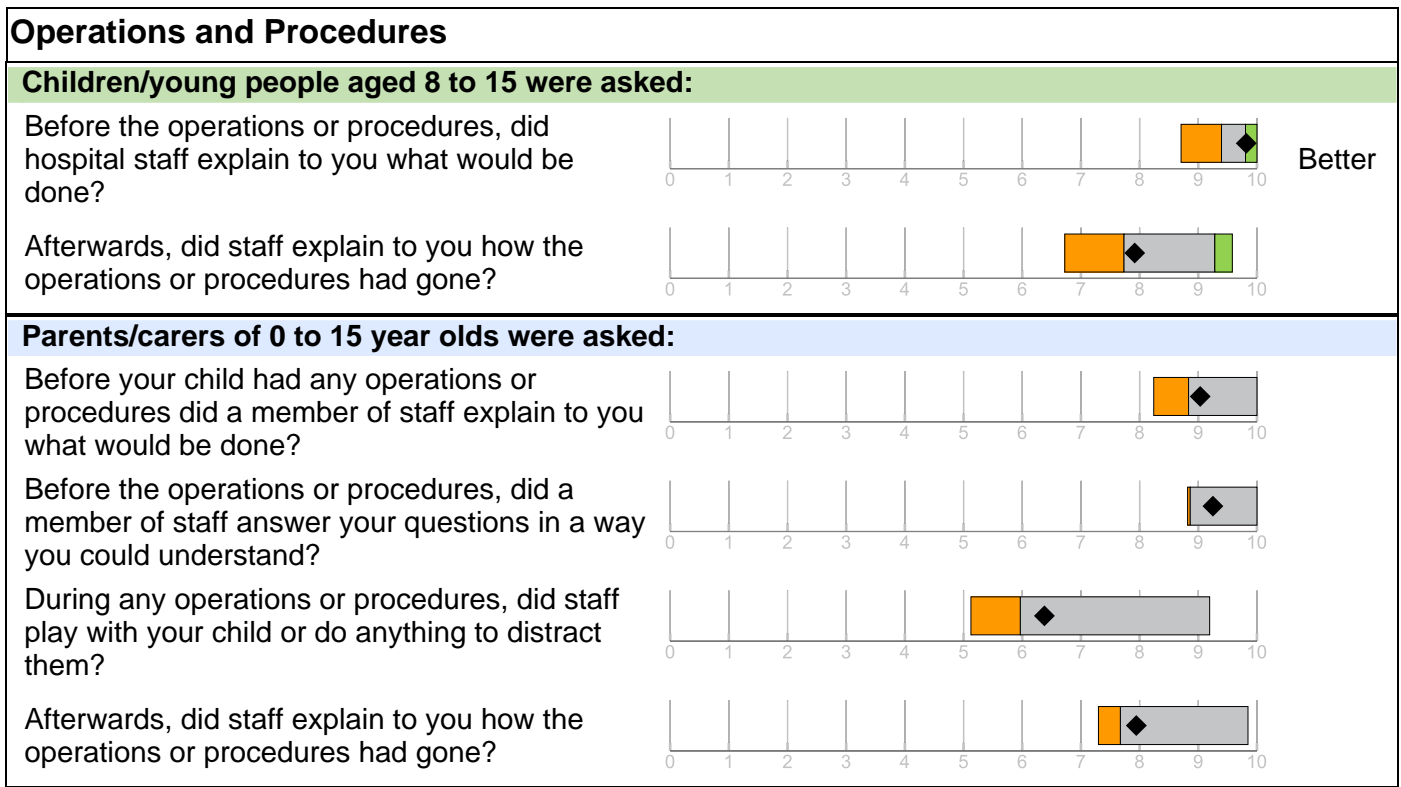 Operations and Procedures
Children/young people aged 8 to 15 were asked:
Before the operations or procedures, did
hospital staff explain to you what would be
done?
0 1 2 3 4 5 6 7 8 9 10
Better
Afterwards, did staff explain to you how the
operations or procedures had gone?
0 1 2 3 4 5 6 7 8 9 10
Parents/carers of 0 to 15 year olds were asked:
Before your child had any operations or
procedures did a member of staff explain to you
what would be done?
0 1 2 3 4 5 6 7 8 9 10
Before the operations or procedures, did a
member of staff answer your questions in a way
you could understand?
0 1 2 3 4 5 6 7 8 9 10
During any operations or procedures, did staff
play with your child or do anything to distract
them?
0 1 2 3 4 5 6 7 8 9 10
Afterwards, did staff explain to you how the
operations or procedures had gone?
0 1 2 3 4 5 6 7 8 9 10